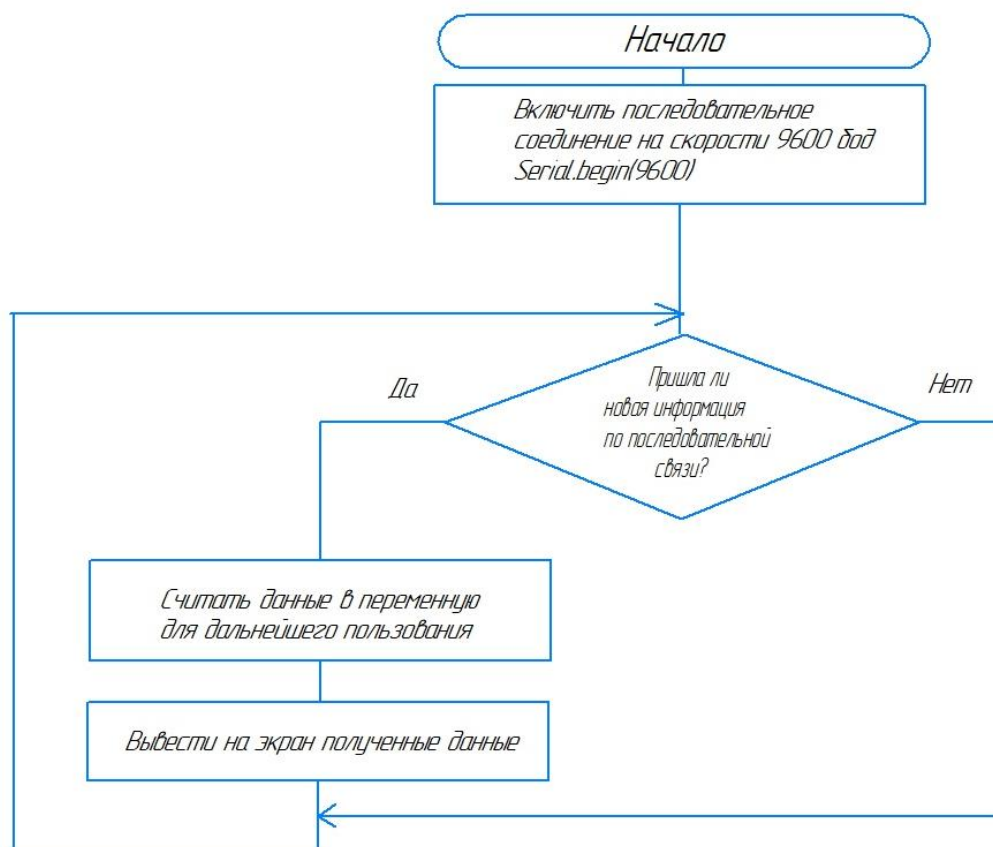 Начало
Включить последовательное
соединение на скорости 9600 бод
Serial.begin(9600)
Пришла ли
новая информация
по последовательной
связи?
Да
Нет
Считать данные в переменную
для дальнейшего пользования
Вывести на экран полученные данные